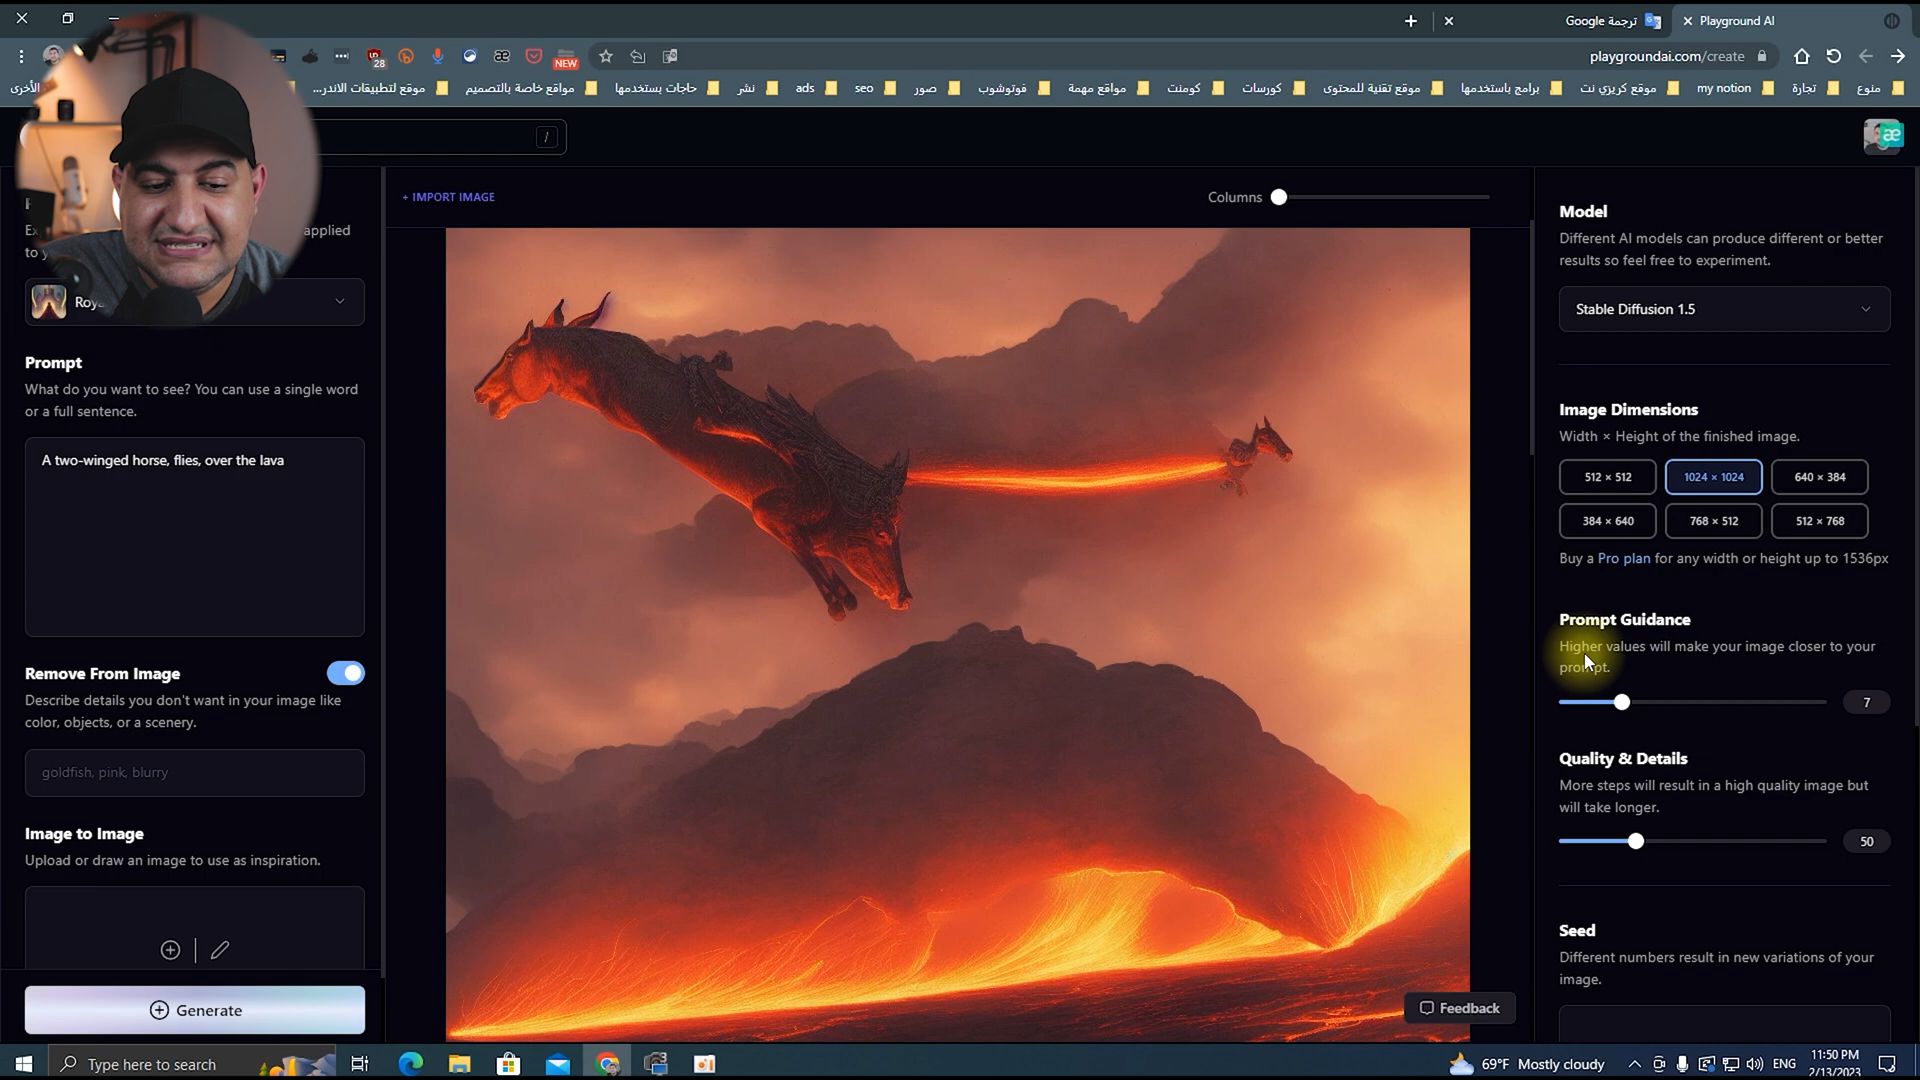 Google ترجمة
Playground AI
28
NEW
playgroundai.com/create
الأخرى
موقع لتطبيقات الاندر...
مواقع خاصة بالتصميم
حاجات بستخدمها
نشر
ads
seo
صور
فوتوشوب
مواقع مهمة
كومنت
كورسات
موقع تقنية للمحتوى
برامج باستخدمها
موقع كريزي نت
my notion
تجارة
منوع
/
æ
+ IMPORT IMAGE
Columns
applied
to
Prompt
What do you want to see? You can use a single word
or a full sentence.
A two-winged horse, flies, over the lava
Remove From Image
Describe details you don't want in your image like
color, objects, or a scenery.
goldfish, pink, blurry
Image to Image
Upload or draw an image to use as inspiration.
Generate
Feedback
Model
Different AI models can produce different or better
results so feel free to experiment.
Stable Diffusion 1.5
Image Dimensions
Width × Height of the finished image.
512 × 512
1024 × 1024
640 × 384
384 × 640
768 × 512
512 × 768
Buy a Pro plan for any width or height up to 1536px
Prompt Guidance
Higher values will make your image closer to your
prompt.
7
Quality & Details
More steps will result in a high quality image but
will take longer.
50
Seed
Different numbers result in new variations of your
image.
Type here to search
69°F Mostly cloudy
ENG
11:50 PM
2/13/2023